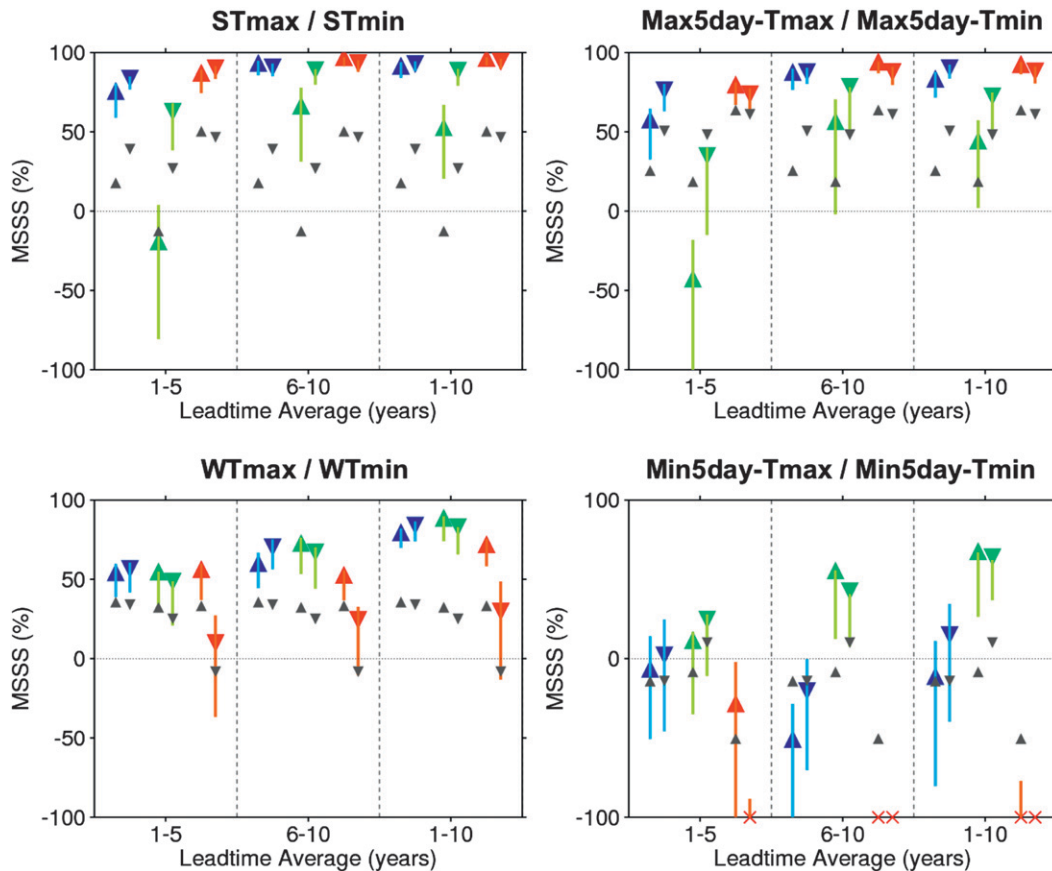 STmax / STmin
100
50
0
-50
-100
MSSS (%)
1-5
6-10
1-10
Leadtime Average (years)
Max5day-Tmax / Max5day-Tmin
100
50
0
-50
-100
MSSS (%)
1-5
6-10
1-10
Leadtime Average (years)
WTmax / WTmin
100
50
0
-50
-100
MSSS (%)
1-5
6-10
1-10
Leadtime Average (years)
Min5day-Tmax / Min5day-Tmin
100
50
0
-50
-100
MSSS (%)
1-5
6-10
1-10
Leadtime Average (years)